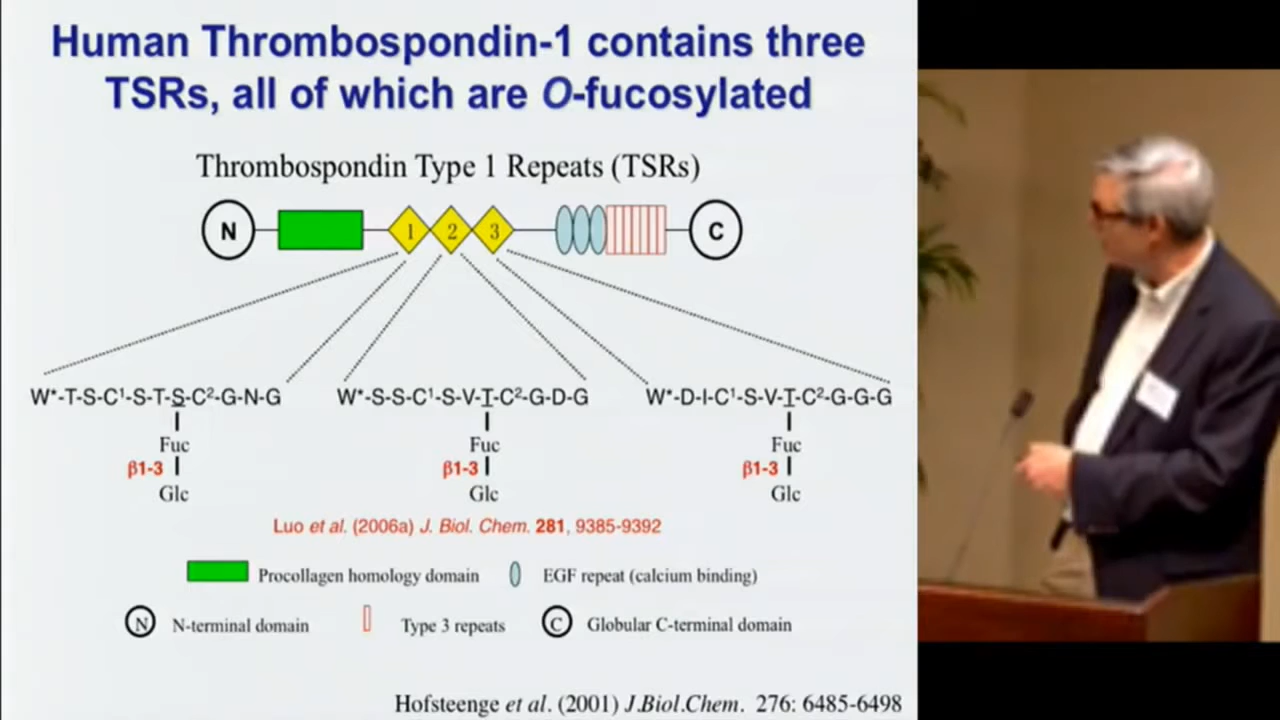 Human Thrombospondin-1 contains three
TSRs, all of which are O-fucosylated
Thrombospondin Type 1 Repeats (TSRs)
N 1 2 3 C
W*-T-S-C¹-S-T-S-C²-G-N-G W*-S-S-C¹-S-V-T-C²-G-D-G W*-D-I-C¹-S-V-T-C²-G-G-G
Fuc Fuc Fuc
β1-3 β1-3 β1-3
Glc Glc Glc
Luo et al. (2006a) J. Biol. Chem. 281, 9385-9392
Procollagen homology domain EGF repeat (calcium binding)
N N-terminal domain Type 3 repeats C Globular C-terminal domain
Hofsteenge et al. (2001) J.Biol.Chem. 276: 6485-6498